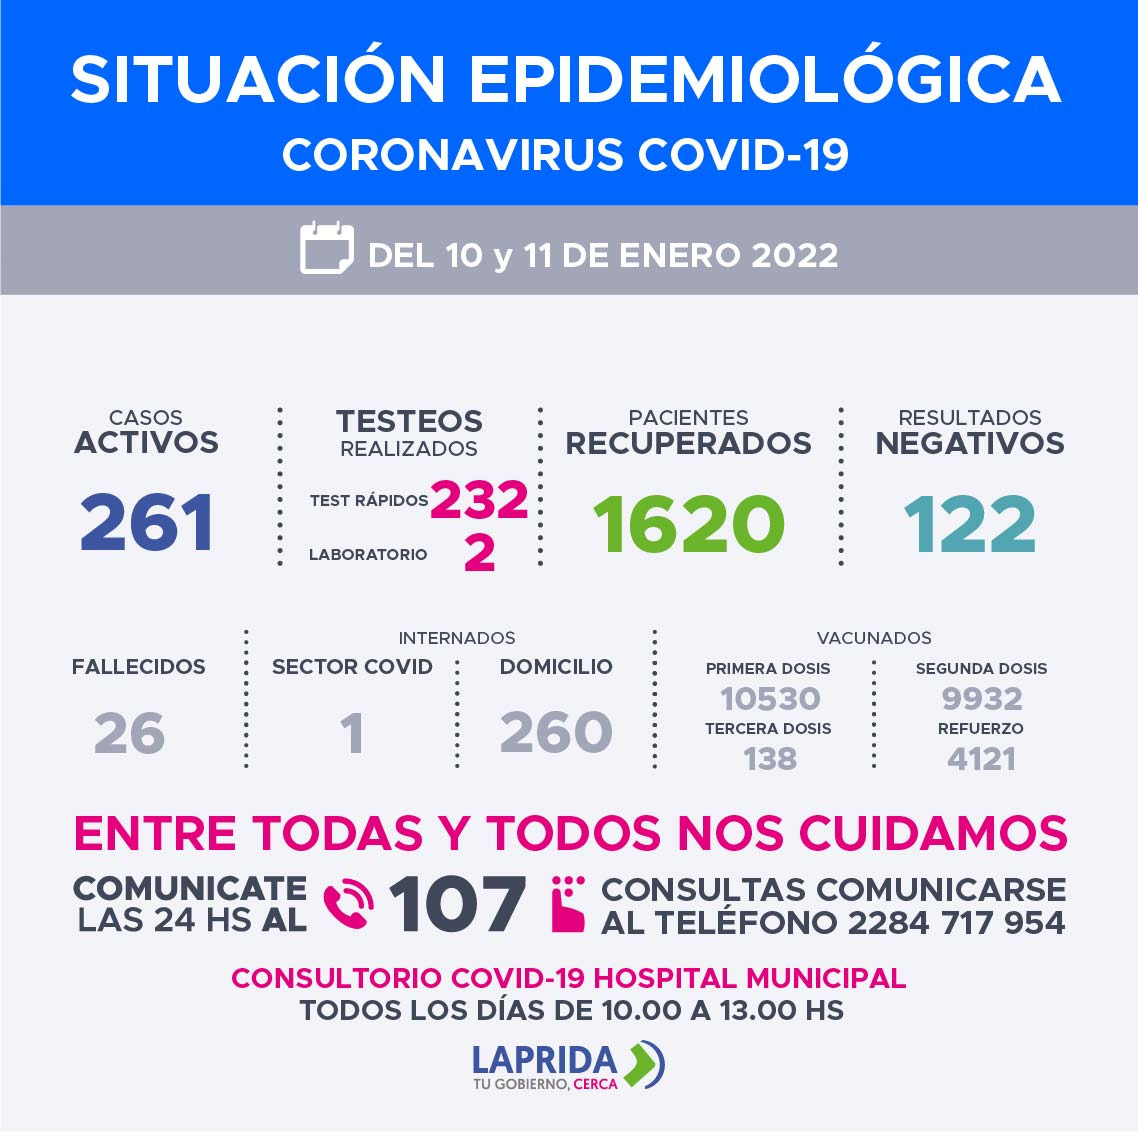 SITUACIÓN EPIDEMIOLÓGICA
CORONAVIRUS COVID-19
DEL 10 y 11 DE ENERO 2022
CASOS
ACTIVOS
261
TESTEOS
REALIZADOS
TEST RÁPIDOS 232
LABORATORIO 2
PACIENTES
RECUPERADOS
1620
RESULTADOS
NEGATIVOS
122
FALLECIDOS
26
INTERNADOS
SECTOR COVID
1
DOMICILIO
260
VACUNADOS
PRIMERA DOSIS
10530
SEGUNDA DOSIS
9932
TERCERA DOSIS
138
REFUERZO
4121
ENTRE TODAS Y TODOS NOS CUIDAMOS
COMUNICATE
LAS 24 HS AL
107
CONSULTAS COMUNICARSE
AL TELÉFONO 2284 717 954
CONSULTORIO COVID-19 HOSPITAL MUNICIPAL
TODOS LOS DÍAS DE 10.00 A 13.00 HS
LAPRIDA
TU GOBIERNO, CERCA